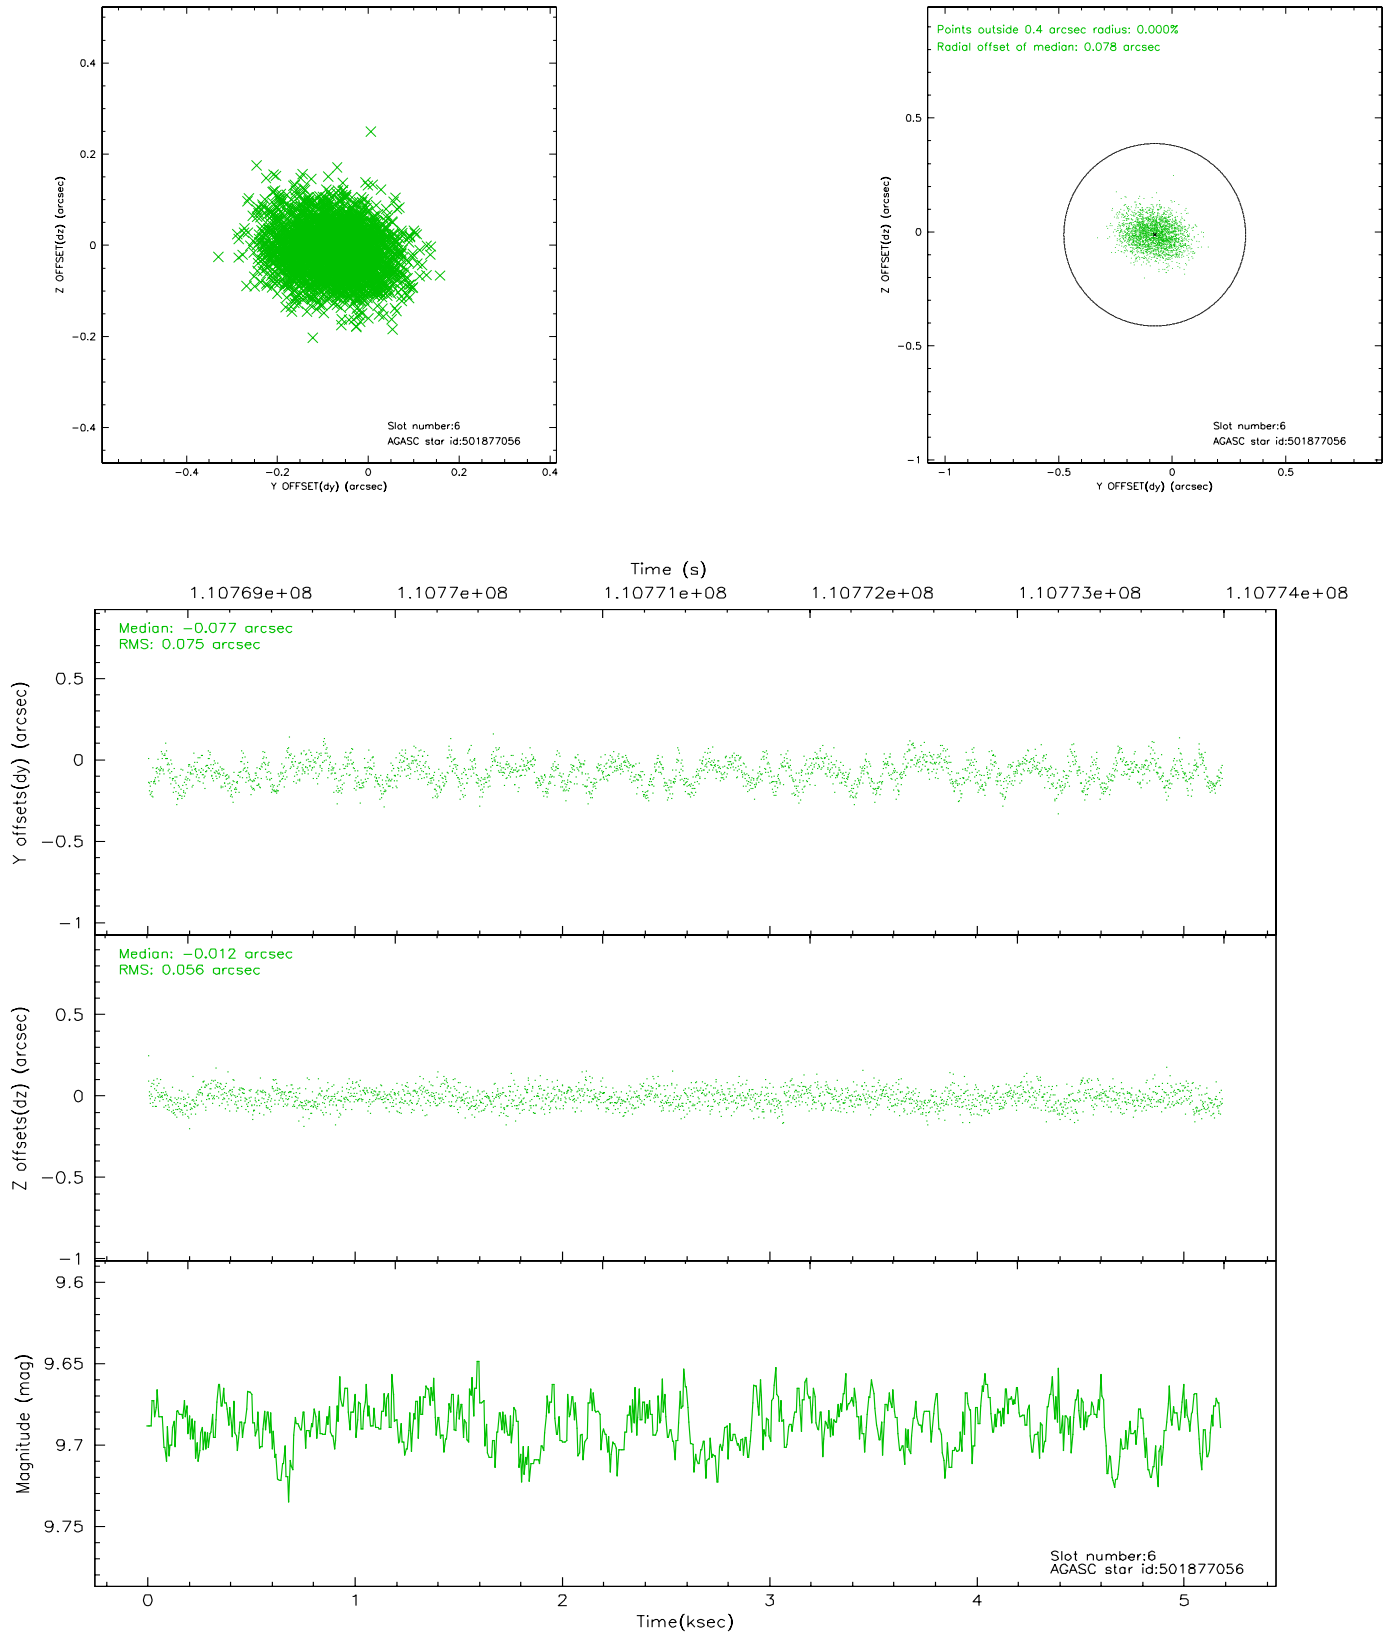 0.4
0.2
0
-0.2
-0.4
Z OFFSET(dz) (arcsec)
Slot number:6
AGASC star id:501877056
-0.4 -0.2 0 0.2 0.4
Y OFFSET(dy) (arcsec)
Points outside 0.4 arcsec radius: 0.000%
Radial offset of median: 0.078 arcsec
0.5
0
-0.5
-1
Z OFFSET(dz) (arcsec)
Slot number:6
AGASC star id:501877056
-1 -0.5 0 0.5
Y OFFSET(dy) (arcsec)
Time (s)
1.10769e+08 1.1077e+08 1.10771e+08 1.10772e+08 1.10773e+08 1.10774e+08
Median: -0.077 arcsec
RMS: 0.075 arcsec
0.5
0
-0.5
-1
Y offsets(dy) (arcsec)
Median: -0.012 arcsec
RMS: 0.056 arcsec
0.5
0
-0.5
-1
Z offsets(dz) (arcsec)
9.6
9.65
9.7
9.75
Magnitude (mag)
Slot number:6
AGASC star id:501877056
0 1 2 3 4 5
Time(ksec)